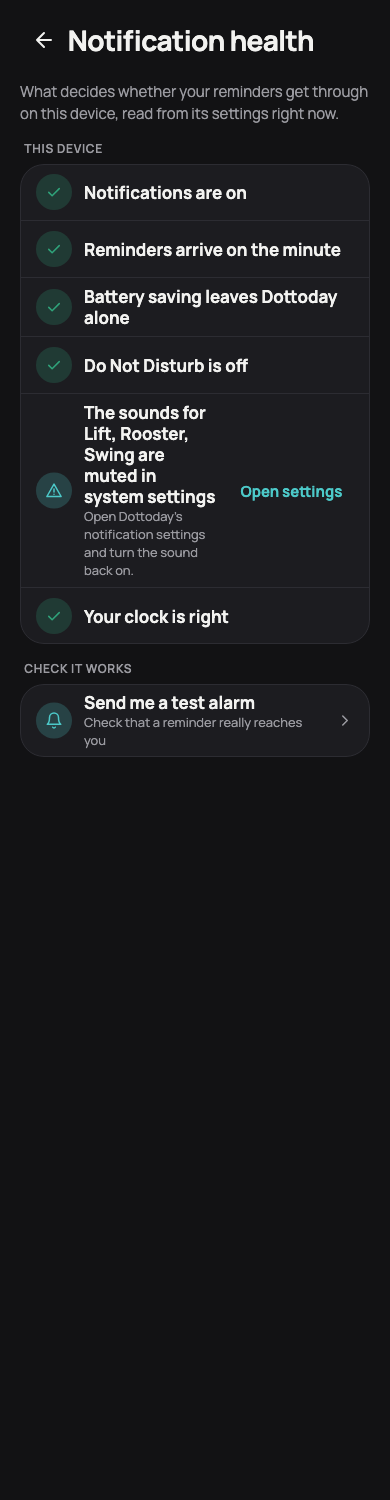 Notification health
What decides whether your reminders get through
on this device, read from its settings right now.
THIS DEVICE
Notifications are on
Reminders arrive on the minute
Battery saving leaves Dottoday
alone
Do Not Disturb is off
The sounds for
Lift, Rooster,
Swing are
muted in
system settings
Open Dottoday's
notification settings
and turn the sound
back on.
Open settings
Your clock is right
CHECK IT WORKS
Send me a test alarm
Check that a reminder really reaches
you